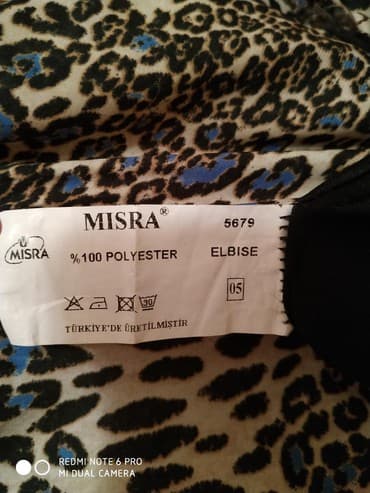 MISRA®
5679
MISRA
%100 POLYESTER
ELBISE
30
05
TÜRKİYE'DE ÜRETİLMİŞTİR
REDMI NOTE 6 PRO
MI DUAL CAMERA